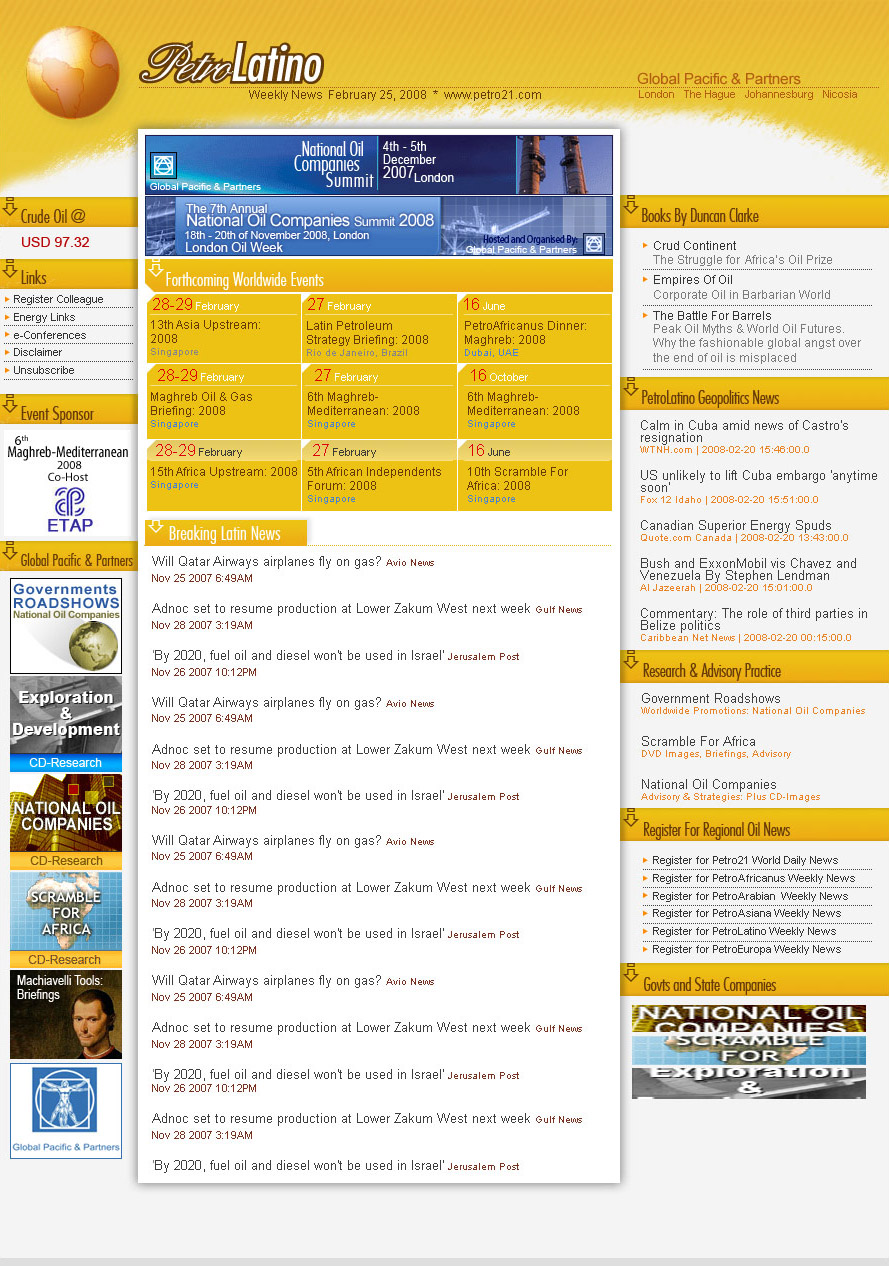 PetroLatino
Weekly News February 25, 2008 * www.petro21.com
Global Pacific & Partners
London The Hague Johannesburg Nicosia
Crude Oil @
USD 97.32
Links
Register Colleague
Energy Links
e-Conferences
Disclaimer
Unsubscribe
Event Sponsor
6th
Maghreb-Mediterranean
2008
Co-Host
ETAP
Global Pacific & Partners
Governments
ROADSHOWS
National Oil Companies
Exploration
&
Development
CD-Research
NATIONAL OIL
COMPANIES
CD-Research
SCRAMBLE
FOR
AFRICA
CD-Research
Machiavelli Tools:
Briefings
Global Pacific & Partners
National Oil
Companies
Summit
4th - 5th
December
2007 London
Global Pacific & Partners
The 7th Annual
National Oil Companies Summit 2008
18th - 20th of November 2008, London
London Oil Week
Hosted and Organised By:
Global Pacific & Partners
Forthcoming Worldwide Events
28-29 February
13th Asia Upstream:
2008
Singapore
27 February
Latin Petroleum
Strategy Briefing: 2008
Rio de Janeiro, Brazil
16 June
PetroAfricanus Dinner:
Maghreb: 2008
Dubai, UAE
28-29 February
Maghreb Oil & Gas
Briefing: 2008
Singapore
27 February
6th Maghreb-
Mediterranean: 2008
Singapore
16 October
6th Maghreb-
Mediterranean: 2008
Singapore
28-29 February
15th Africa Upstream: 2008
Singapore
27 February
5th African Independents
Forum: 2008
Singapore
16 June
10th Scramble For
Africa: 2008
Singapore
Breaking Latin News
Will Qatar Airways airplanes fly on gas? Avio News
Nov 25 2007 6:49AM
Adnoc set to resume production at Lower Zakum West next week Gulf News
Nov 28 2007 3:19AM
'By 2020, fuel oil and diesel won't be used in Israel' Jerusalem Post
Nov 26 2007 10:12PM
Will Qatar Airways airplanes fly on gas? Avio News
Nov 25 2007 6:49AM
Adnoc set to resume production at Lower Zakum West next week Gulf News
Nov 28 2007 3:19AM
'By 2020, fuel oil and diesel won't be used in Israel' Jerusalem Post
Nov 26 2007 10:12PM
Will Qatar Airways airplanes fly on gas? Avio News
Nov 25 2007 6:49AM
Adnoc set to resume production at Lower Zakum West next week Gulf News
Nov 28 2007 3:19AM
'By 2020, fuel oil and diesel won't be used in Israel' Jerusalem Post
Nov 26 2007 10:12PM
Will Qatar Airways airplanes fly on gas? Avio News
Nov 25 2007 6:49AM
Adnoc set to resume production at Lower Zakum West next week Gulf News
Nov 28 2007 3:19AM
'By 2020, fuel oil and diesel won't be used in Israel' Jerusalem Post
Nov 26 2007 10:12PM
Adnoc set to resume production at Lower Zakum West next week Gulf News
Nov 28 2007 3:19AM
'By 2020, fuel oil and diesel won't be used in Israel' Jerusalem Post
Books By Duncan Clarke
Crud Continent
The Struggle for Africa's Oil Prize
Empires Of Oil
Corporate Oil in Barbarian World
The Battle For Barrels
Peak Oil Myths & World Oil Futures.
Why the fashionable global angst over
the end of oil is misplaced
PetroLatino Geopolitics News
Calm in Cuba amid news of Castro's
resignation
WTNH.com | 2008-02-20 15:46:00.0
US unlikely to lift Cuba embargo 'anytime
soon'
Fox 12 Idaho | 2008-02-20 15:51:00.0
Canadian Superior Energy Spuds
Quote.com Canada | 2008-02-20 13:43:00.0
Bush and ExxonMobil vis Chavez and
Venezuela By Stephen Lendman
Al Jazeerah | 2008-02-20 15:01:00.0
Commentary: The role of third parties in
Belize politics
Caribbean Net News | 2008-02-20 00:15:00.0
Research & Advisory Practice
Government Roadshows
Worldwide Promotions: National Oil Companies
Scramble For Africa
DVD Images, Briefings, Advisory
National Oil Companies
Advisory & Strategies: Plus CD-Images
Register For Regional Oil News
Register for Petro21 World Daily News
Register for PetroAfricanus Weekly News
Register for PetroArabian Weekly News
Register for PetroAsiana Weekly News
Register for PetroLatino Weekly News
Register for PetroEuropa Weekly News
Govts and State Companies
NATIONAL OIL
COMPANIES
SCRAMBLE
FOR
Exploration
&